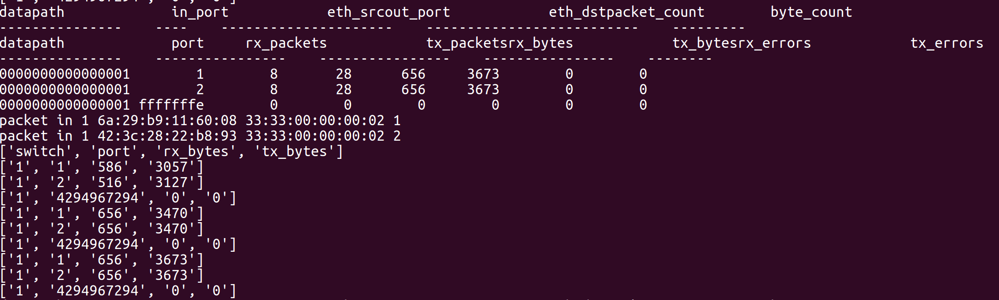 ['1', '4294967294', '0', '0']
datapath in_port eth_srcout_port eth_dstpacket_count byte_count
--------------- ---- --------------------- -------------------------- ---------
datapath port rx_packets tx_packetsrx_bytes tx_bytesrx_errors tx_errors
--------------- ---------------- ---------------- ---------------- --------
0000000000000001 1 8 28 656 3673 0 0
0000000000000001 2 8 28 656 3673 0 0
0000000000000001 fffffffe 0 0 0 0 0 0
packet in 1 6a:29:b9:11:60:08 33:33:00:00:00:02 1
packet in 1 42:3c:28:22:b8:93 33:33:00:00:00:02 2
['switch', 'port', 'rx_bytes', 'tx_bytes']
['1', '1', '586', '3057']
['1', '2', '516', '3127']
['1', '4294967294', '0', '0']
['1', '1', '656', '3470']
['1', '2', '656', '3470']
['1', '4294967294', '0', '0']
['1', '1', '656', '3673']
['1', '2', '656', '3673']
['1', '4294967294', '0', '0']